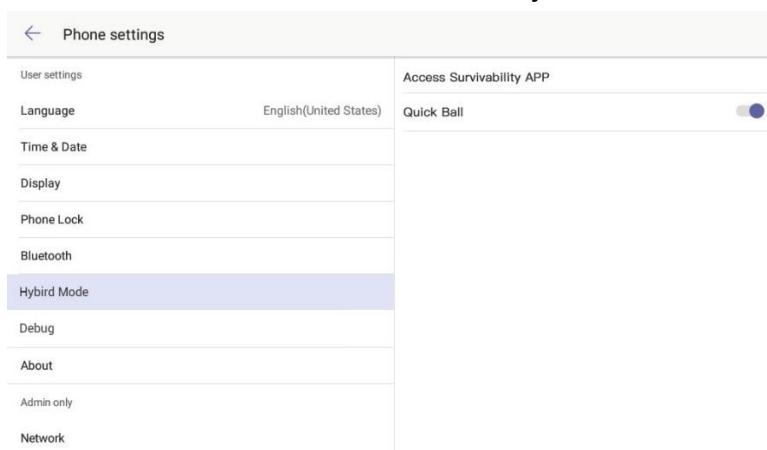 Phone settings
User settings
Language English(United States)
Time & Date
Display
Phone Lock
Bluetooth
Hybird Mode
Debug
About
Admin only
Network
Access Survivability APP
Quick Ball